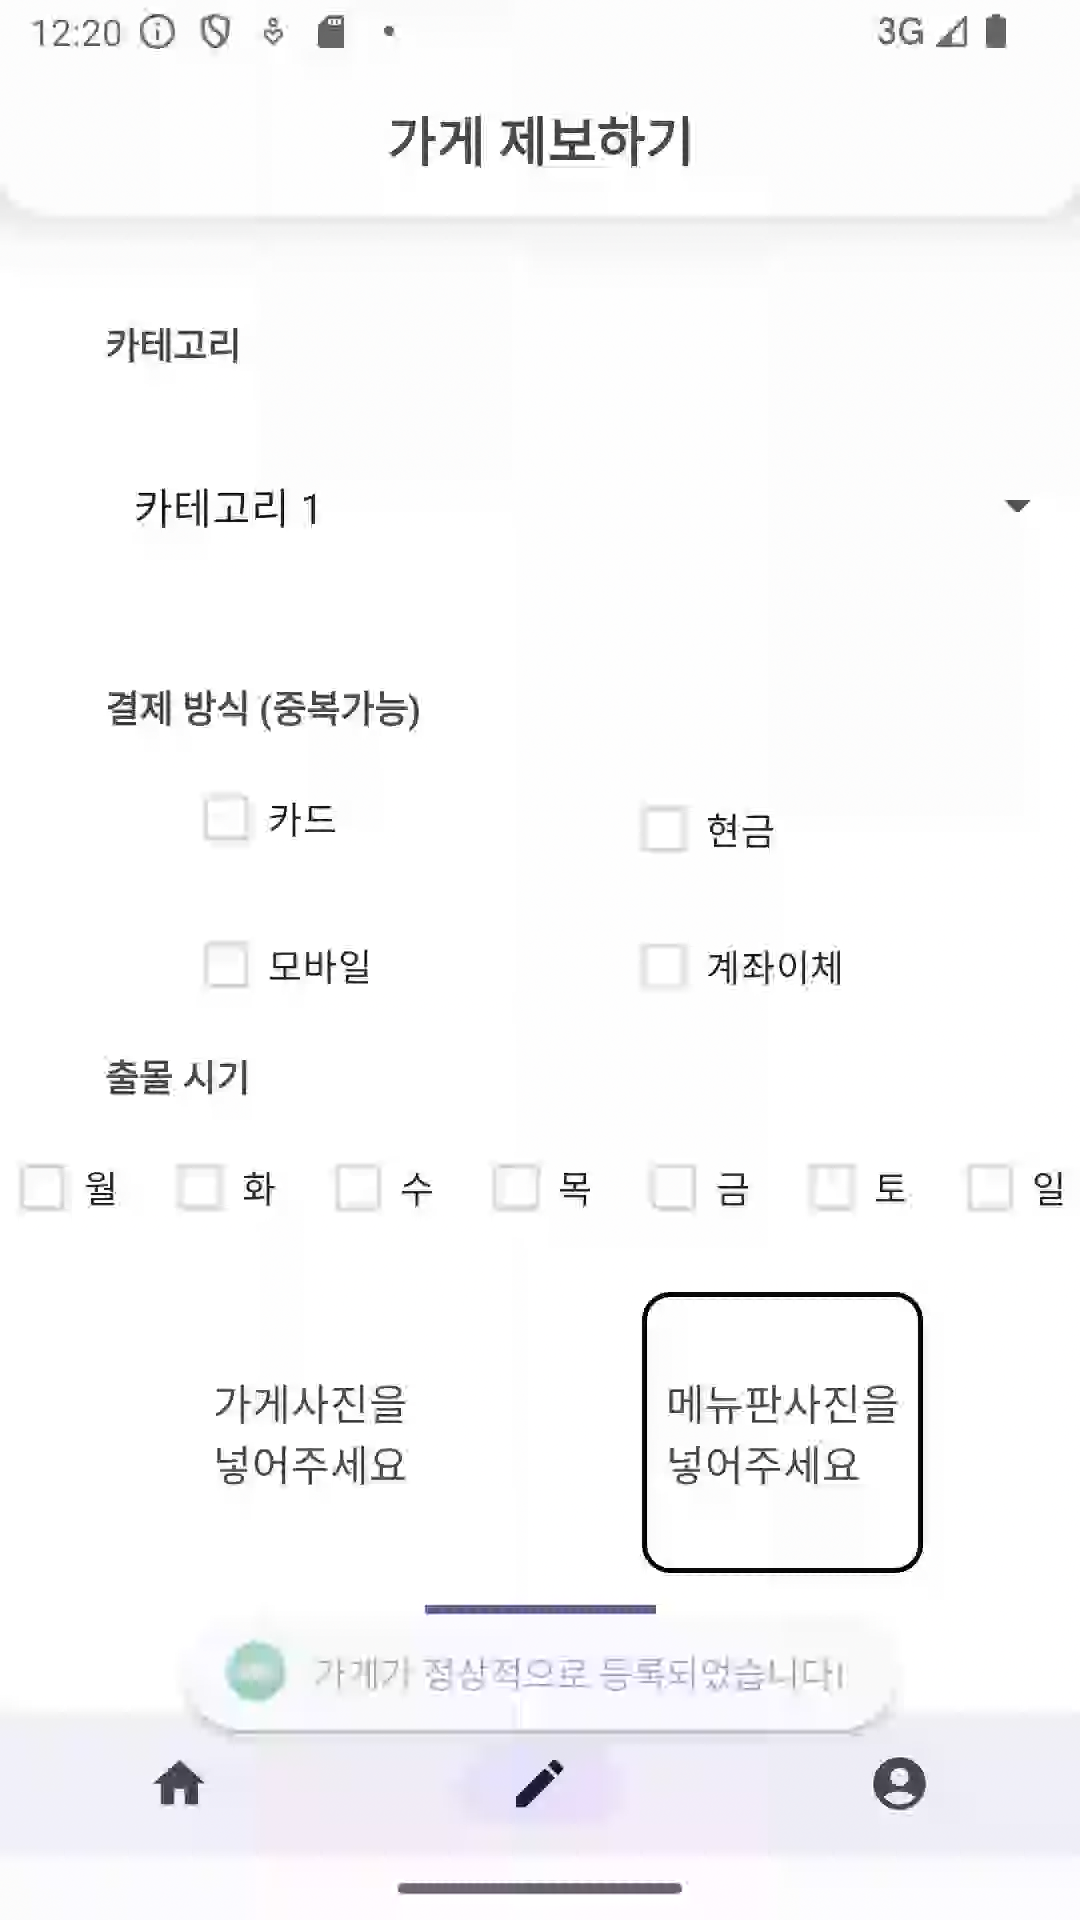 12:20 3G
가게 제보하기
카테고리
카테고리 1
결제 방식 (중복가능)
카드 현금
모바일 계좌이체
출몰 시기
월 화 수 목 금 토 일
가게사진을 메뉴판사진을
넣어주세요 넣어주세요
가게가 정상적으로 등록되었습니다!